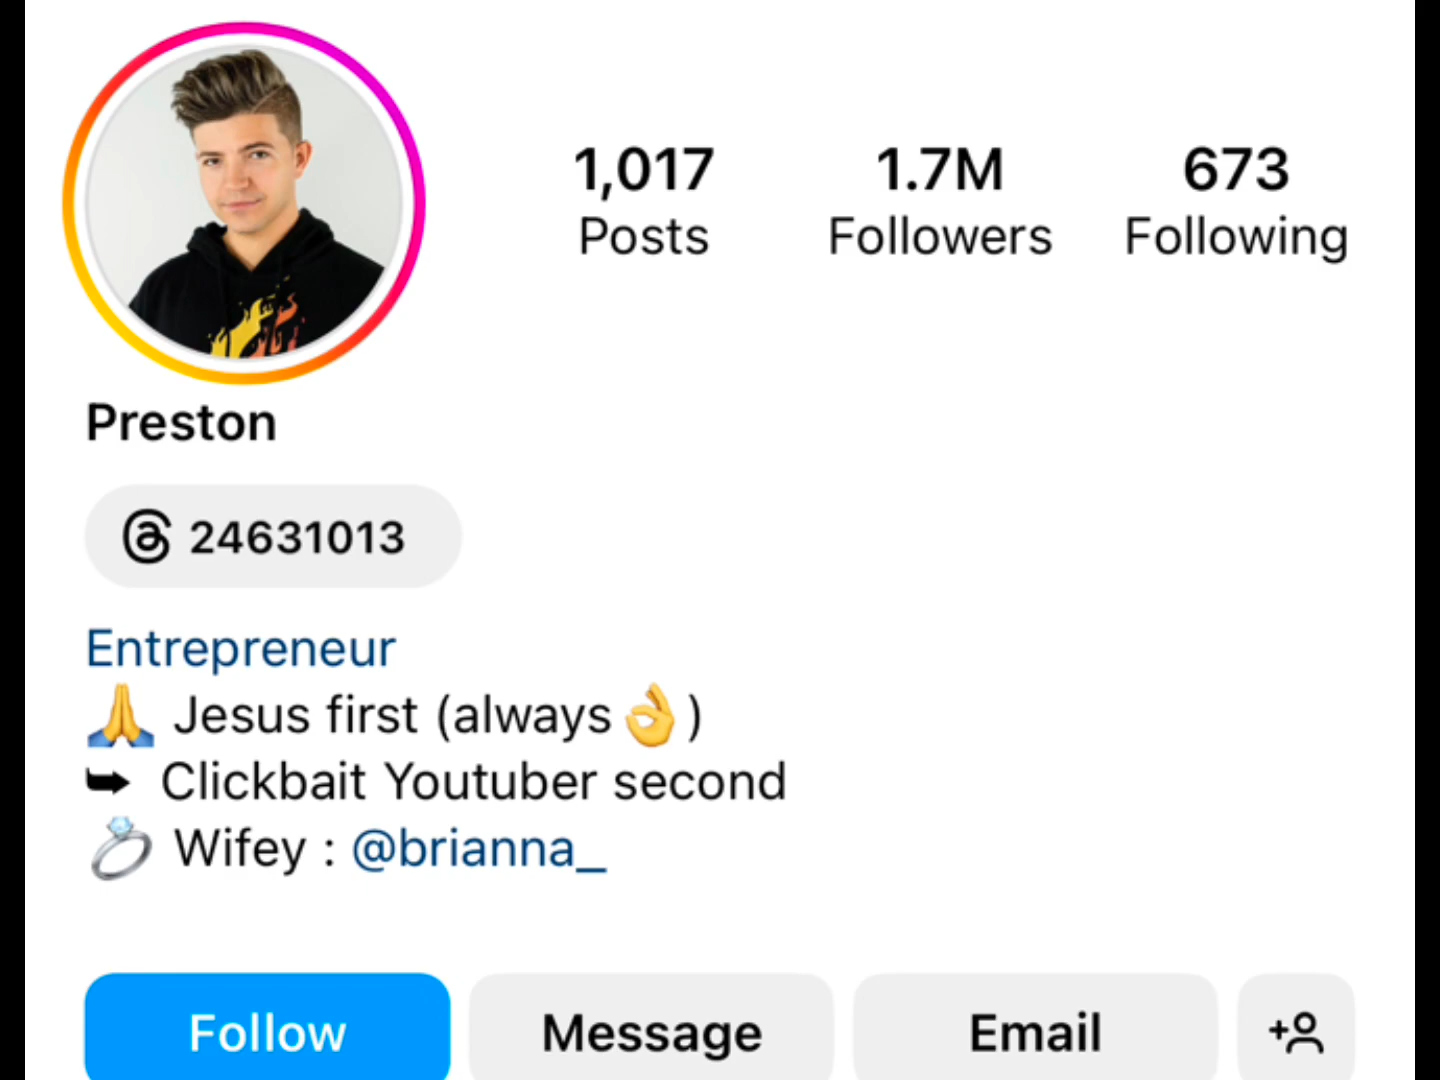 1,017 1.7M 673
Posts Followers Following
Preston
24631013
Entrepreneur
🙏 Jesus first (always👌)
➥ Clickbait Youtuber second
💍 Wifey : @brianna_
Follow Message Email